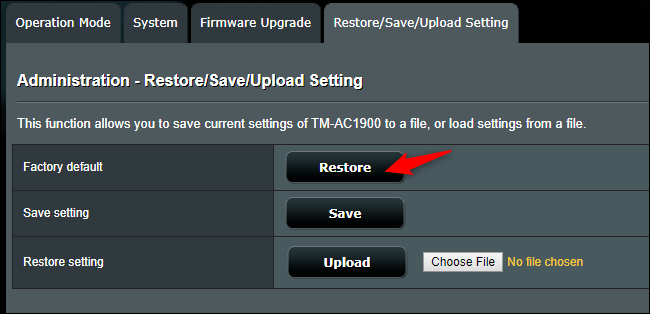 Operation Mode System Firmware Upgrade Restore/Save/Upload Setting
Administration - Restore/Save/Upload Setting
This function allows you to save current settings of TM-AC1900 to a file, or load settings from a file.
Factory default Restore
Save setting Save
Restore setting Upload Choose File No file chosen